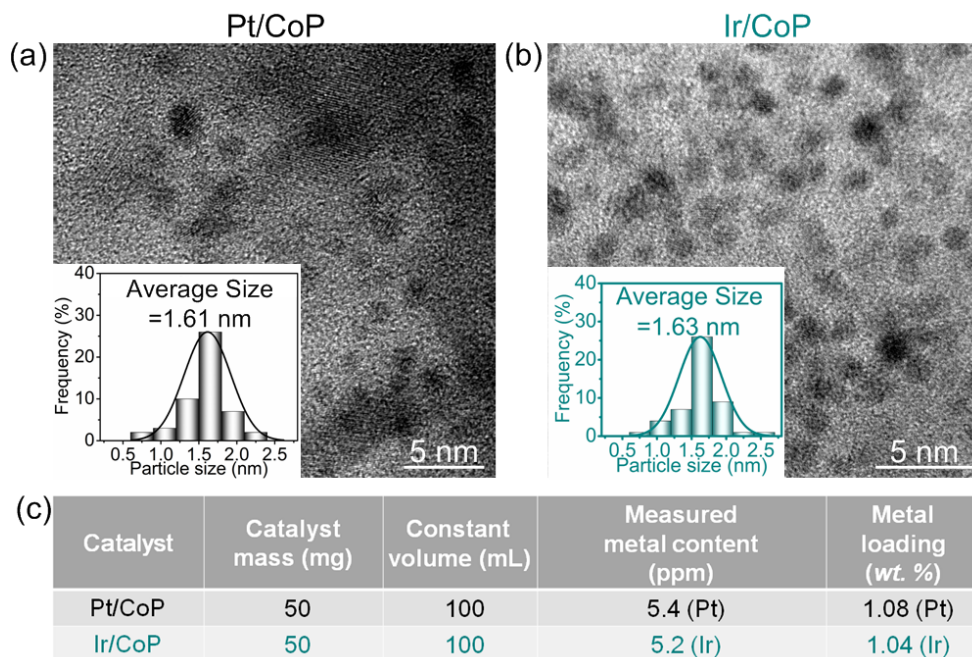 Pt/CoP
Ir/CoP
(a)
(b)
Average Size
=1.61 nm
Frequency (%)
40
30
20
10
0
0.5 1.0 1.5 2.0 2.5
Particle size (nm)
5 nm
Average Size
=1.63 nm
Frequency (%)
40
30
20
10
0
0.5 1.0 1.5 2.0 2.5
Particle size (nm)
5 nm
(c)
Catalyst
Catalyst
mass (mg)
Constant
volume (mL)
Measured
metal content
(ppm)
Metal
loading
(wt. %)
Pt/CoP 50 100 5.4 (Pt) 1.08 (Pt)
Ir/CoP 50 100 5.2 (Ir) 1.04 (Ir)